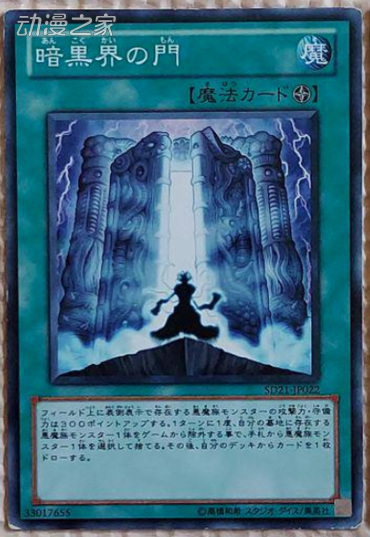 动漫之家
暗黒界の門
あん こく かい もん
魔
【魔法カード】
SD21-JP022
フィールド上に表側表示で存在する悪魔族モンスターの攻撃力・守備
力は300ポイントアップする。1ターンに1度、自分の墓地に存在する
悪魔族モンスター1体をゲームから除外する事で、手札から悪魔族モン
スター1体を選択して捨てる。その後、自分のデッキからカードを1枚
ドローする。
33017655
©高橋和希 スタジオ・ダイス/集英社